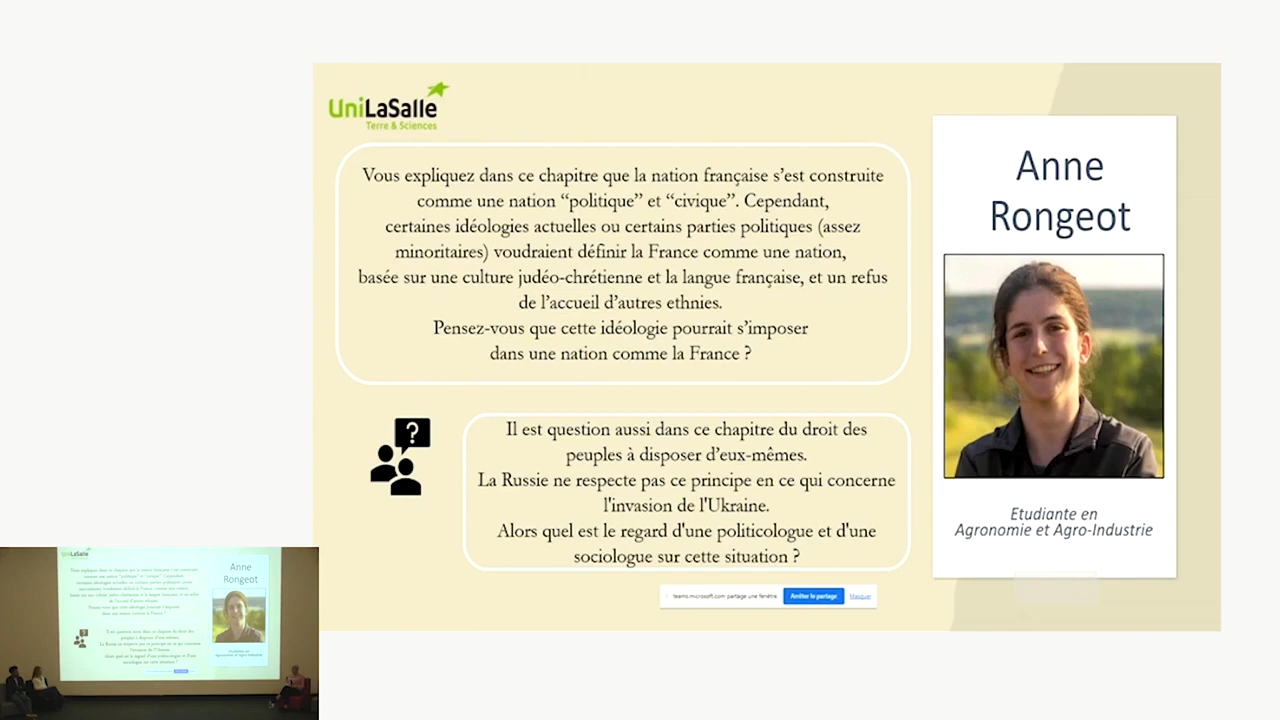 UniLaSalle
Terre & Sciences
Vous expliquez dans ce chapitre que la nation française s’est construite
comme une nation “politique” et “civique”. Cependant,
certaines idéologies actuelles ou certains parties politiques (assez
minoritaires) voudraient définir la France comme une nation,
basée sur une culture judéo-chrétienne et la langue française, et un refus
de l’accueil d’autres ethnies.
Pensez-vous que cette idéologie pourrait s’imposer
dans une nation comme la France ?
?
Il est question aussi dans ce chapitre du droit des
peuples à disposer d’eux-mêmes.
La Russie ne respecte pas ce principe en ce qui concerne
l'invasion de l'Ukraine.
Alors quel est le regard d'une politicologue et d'une
sociologue sur cette situation ?
Anne
Rongeot
Etudiante en
Agronomie et Agro-Industrie
teams.microsoft.com partage une fenêtre. Arrêter le partage Masquer
UniLaSalle
Anne
Rongeot